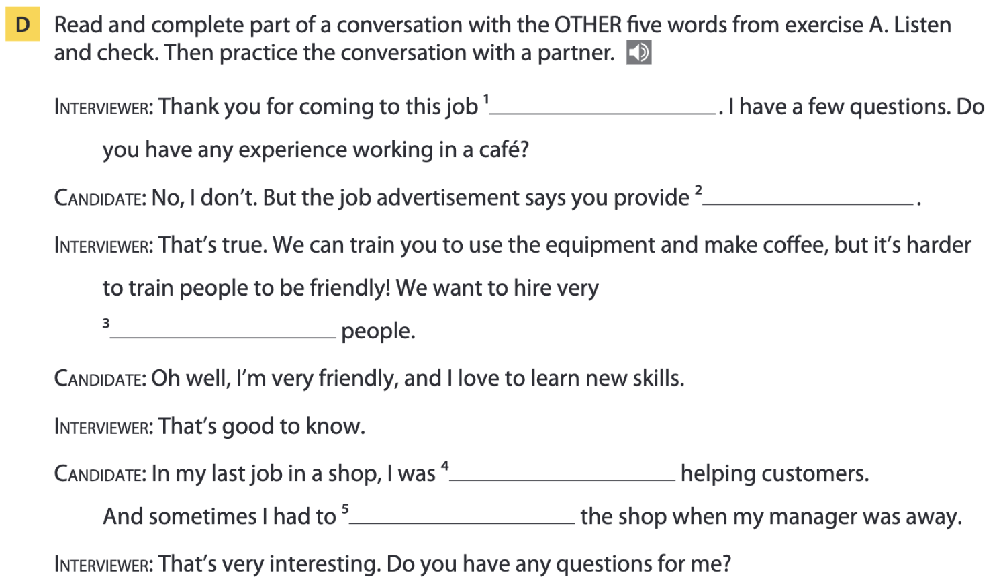 D Read and complete part of a conversation with the OTHER five words from exercise A. Listen
and check. Then practice the conversation with a partner.
INTERVIEWER: Thank you for coming to this job 1____________________. I have a few questions. Do
you have any experience working in a café?
CANDIDATE: No, I don’t. But the job advertisement says you provide 2____________________.
INTERVIEWER: That’s true. We can train you to use the equipment and make coffee, but it’s harder
to train people to be friendly! We want to hire very
3____________________ people.
CANDIDATE: Oh well, I’m very friendly, and I love to learn new skills.
INTERVIEWER: That’s good to know.
CANDIDATE: In my last job in a shop, I was 4____________________ helping customers.
And sometimes I had to 5____________________ the shop when my manager was away.
INTERVIEWER: That’s very interesting. Do you have any questions for me?